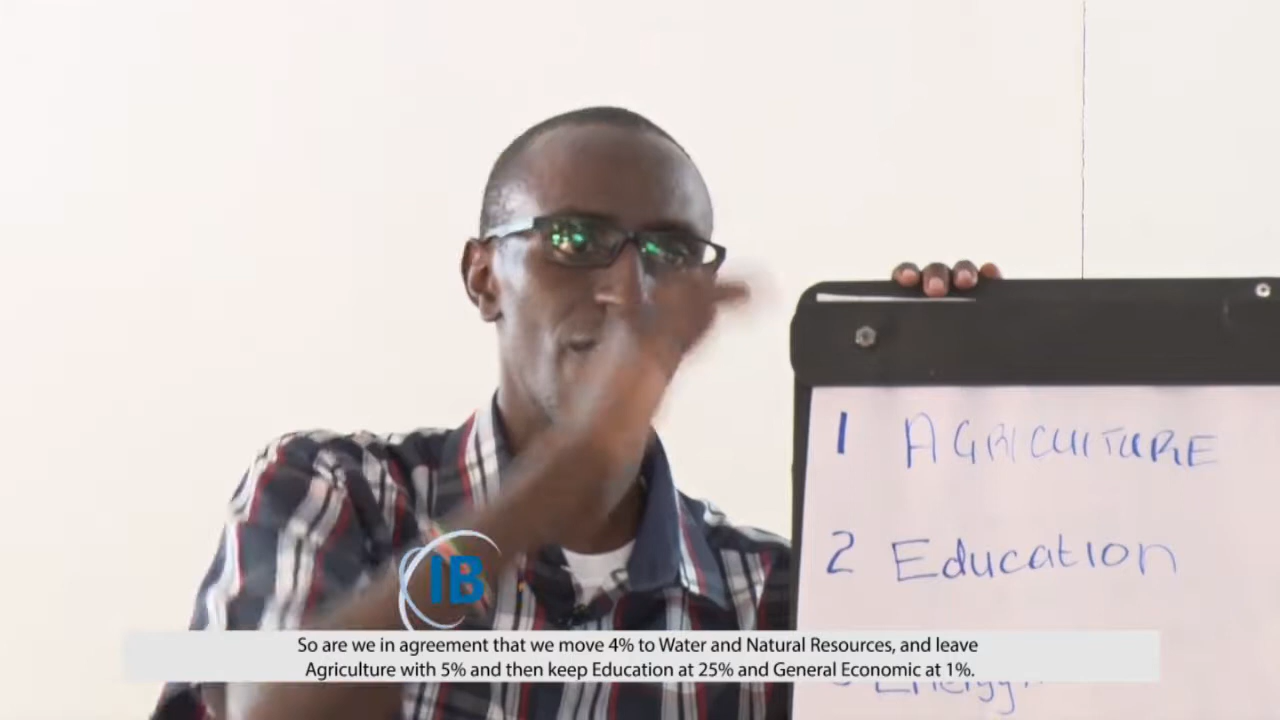 1 AGRICULTURE
2 Education
IB
So are we in agreement that we move 4% to Water and Natural Resources, and leave
Agriculture with 5% and then keep Education at 25% and General Economic at 1%.